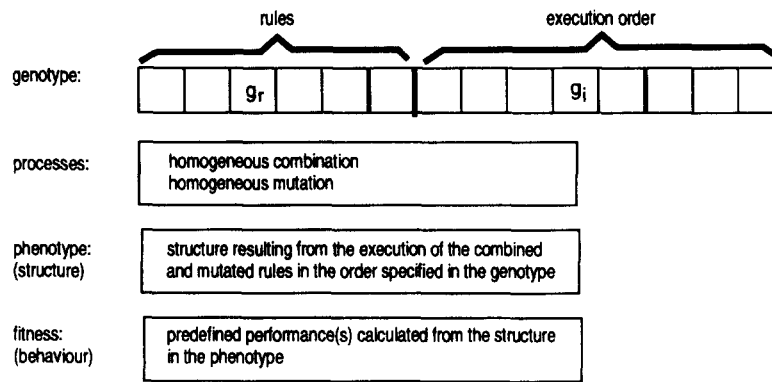 rules execution order
genotype: gr gi
processes: homogeneous combination
homogeneous mutation
phenotype: structure resulting from the execution of the combined
(structure) and mutated rules in the order specified in the genotype
fitness: predefined performance(s) calculated from the structure
(behaviour) in the phenotype